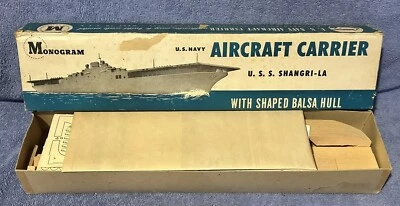 MONOGRAM
U.S. NAVY
AIRCRAFT CARRIER
U. S. S. SHANGRI-LA
WITH SHAPED BALSA HULL